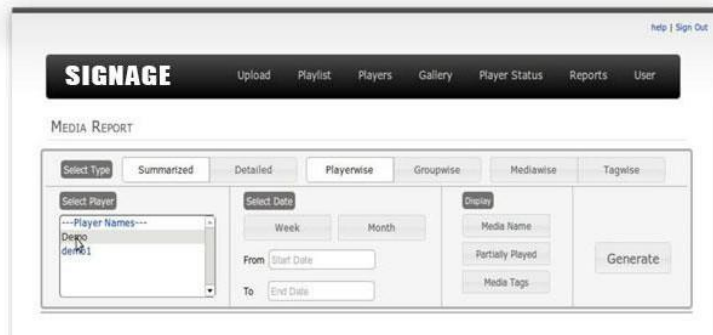 help | Sign Out
SIGNAGE Upload Playlist Players Gallery Player Status Reports User
MEDIA REPORT
Select Type Summarized Detailed Playerwise Groupwise Mediawise Tagwise
Select Player Select Date Display
---Player Names---
Demo
demo1
Week Month
From Start Date
To End Date
Media Name
Partially Played
Media Tags
Generate